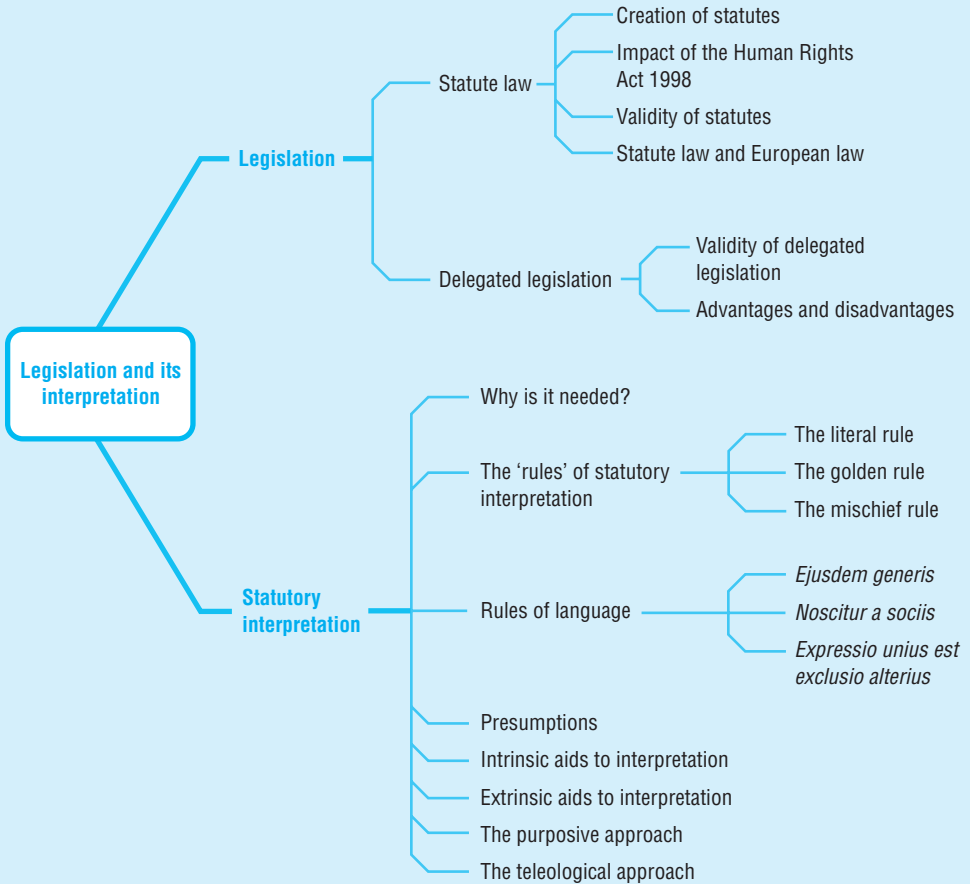 Legislation and its
interpretation
Legislation
Statute law
Creation of statutes
Impact of the Human Rights
Act 1998
Validity of statutes
Statute law and European law
Delegated legislation
Validity of delegated
legislation
Advantages and disadvantages
Statutory
interpretation
Why is it needed?
The ‘rules’ of statutory
interpretation
The literal rule
The golden rule
The mischief rule
Rules of language
Ejusdem generis
Noscitur a sociis
Expressio unius est
exclusio alterius
Presumptions
Intrinsic aids to interpretation
Extrinsic aids to interpretation
The purposive approach
The teleological approach